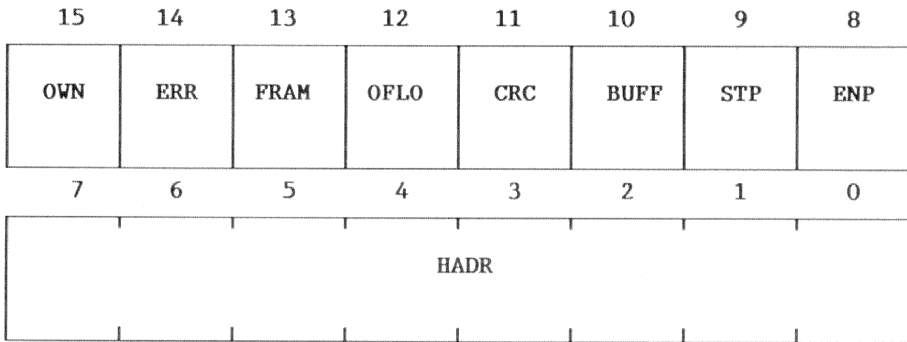 15 14 13 12 11 10 9 8
OWN ERR FRAM OFLO CRC BUFF STP ENP
7 6 5 4 3 2 1 0
HADR